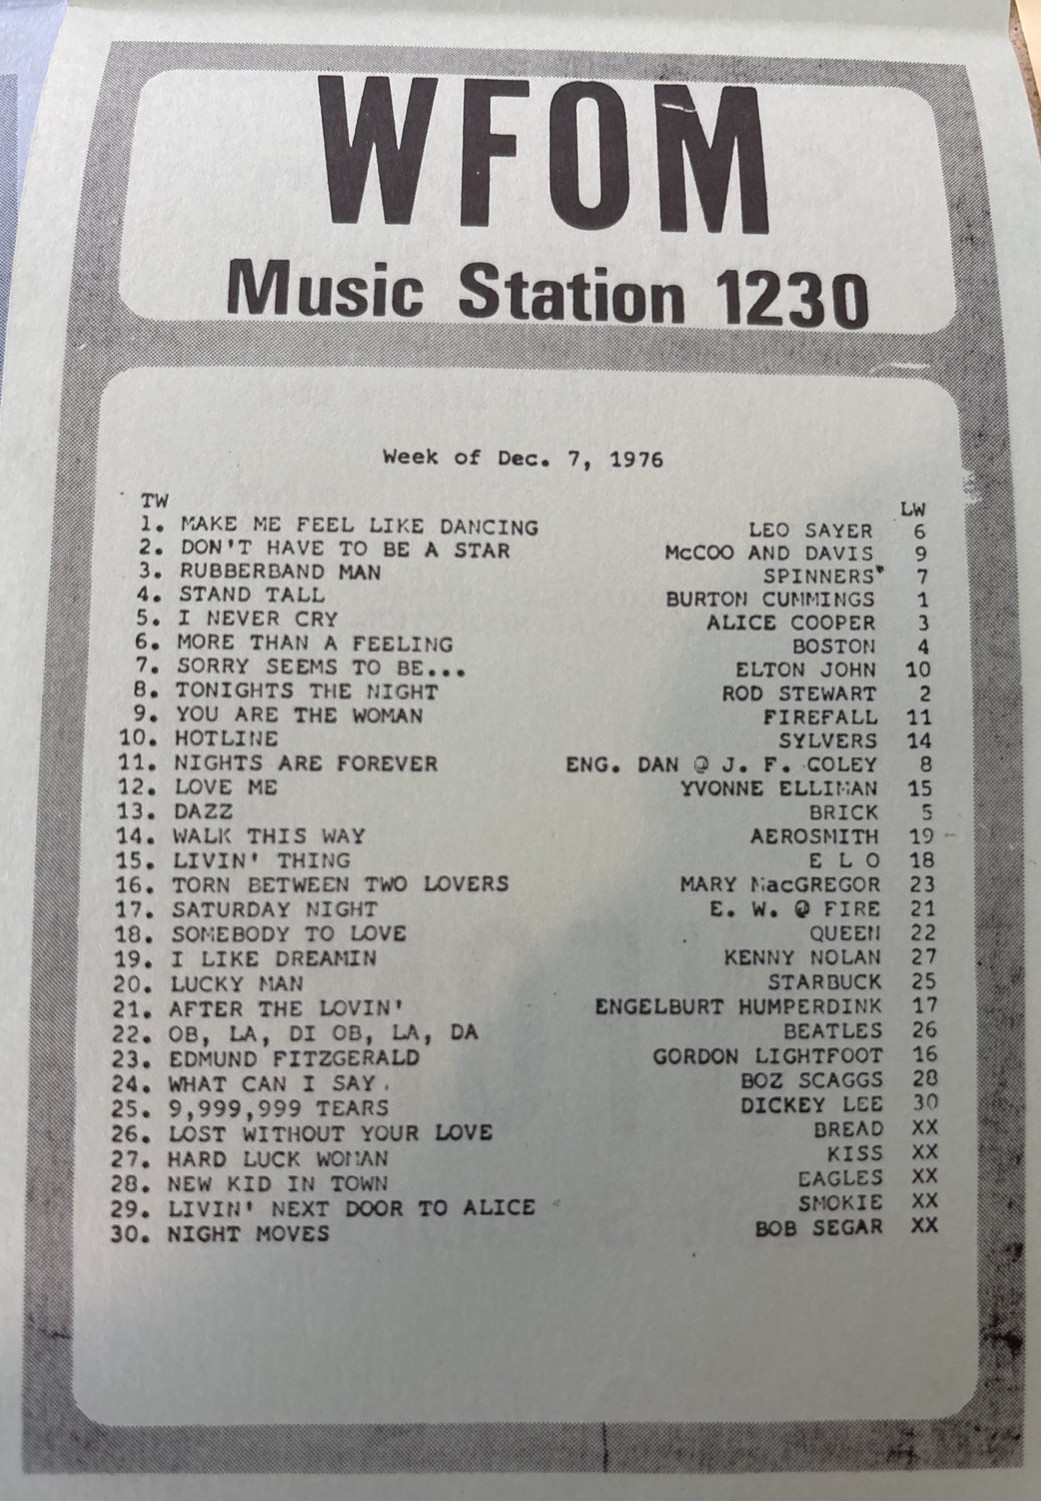 WFOM
Music Station 1230
Week of Dec. 7, 1976
TW LW
1. MAKE ME FEEL LIKE DANCING LEO SAYER 6
2. DON'T HAVE TO BE A STAR McCOO AND DAVIS 9
3. RUBBERBAND MAN SPINNERS 7
4. STAND TALL BURTON CUMMINGS 1
5. I NEVER CRY ALICE COOPER 3
6. MORE THAN A FEELING BOSTON 4
7. SORRY SEEMS TO BE... ELTON JOHN 10
8. TONIGHTS THE NIGHT ROD STEWART 2
9. YOU ARE THE WOMAN FIREFALL 11
10. HOTLINE SYLVERS 14
11. NIGHTS ARE FOREVER ENG. DAN @ J. F. COLEY 8
12. LOVE ME YVONNE ELLIMAN 15
13. DAZZ BRICK 5
14. WALK THIS WAY AEROSMITH 19
15. LIVIN' THING E L O 18
16. TORN BETWEEN TWO LOVERS MARY MacGREGOR 23
17. SATURDAY NIGHT E. W. @ FIRE 21
18. SOMEBODY TO LOVE QUEEN 22
19. I LIKE DREAMIN KENNY NOLAN 27
20. LUCKY MAN STARBUCK 25
21. AFTER THE LOVIN' ENGELBURT HUMPERDINK 17
22. OB, LA, DI OB, LA, DA BEATLES 26
23. EDMUND FITZGERALD GORDON LIGHTFOOT 16
24. WHAT CAN I SAY. BOZ SCAGGS 28
25. 9,999,999 TEARS DICKEY LEE 30
26. LOST WITHOUT YOUR LOVE BREAD XX
27. HARD LUCK WOMAN KISS XX
28. NEW KID IN TOWN EAGLES XX
29. LIVIN' NEXT DOOR TO ALICE SMOKIE XX
30. NIGHT MOVES BOB SEGAR XX